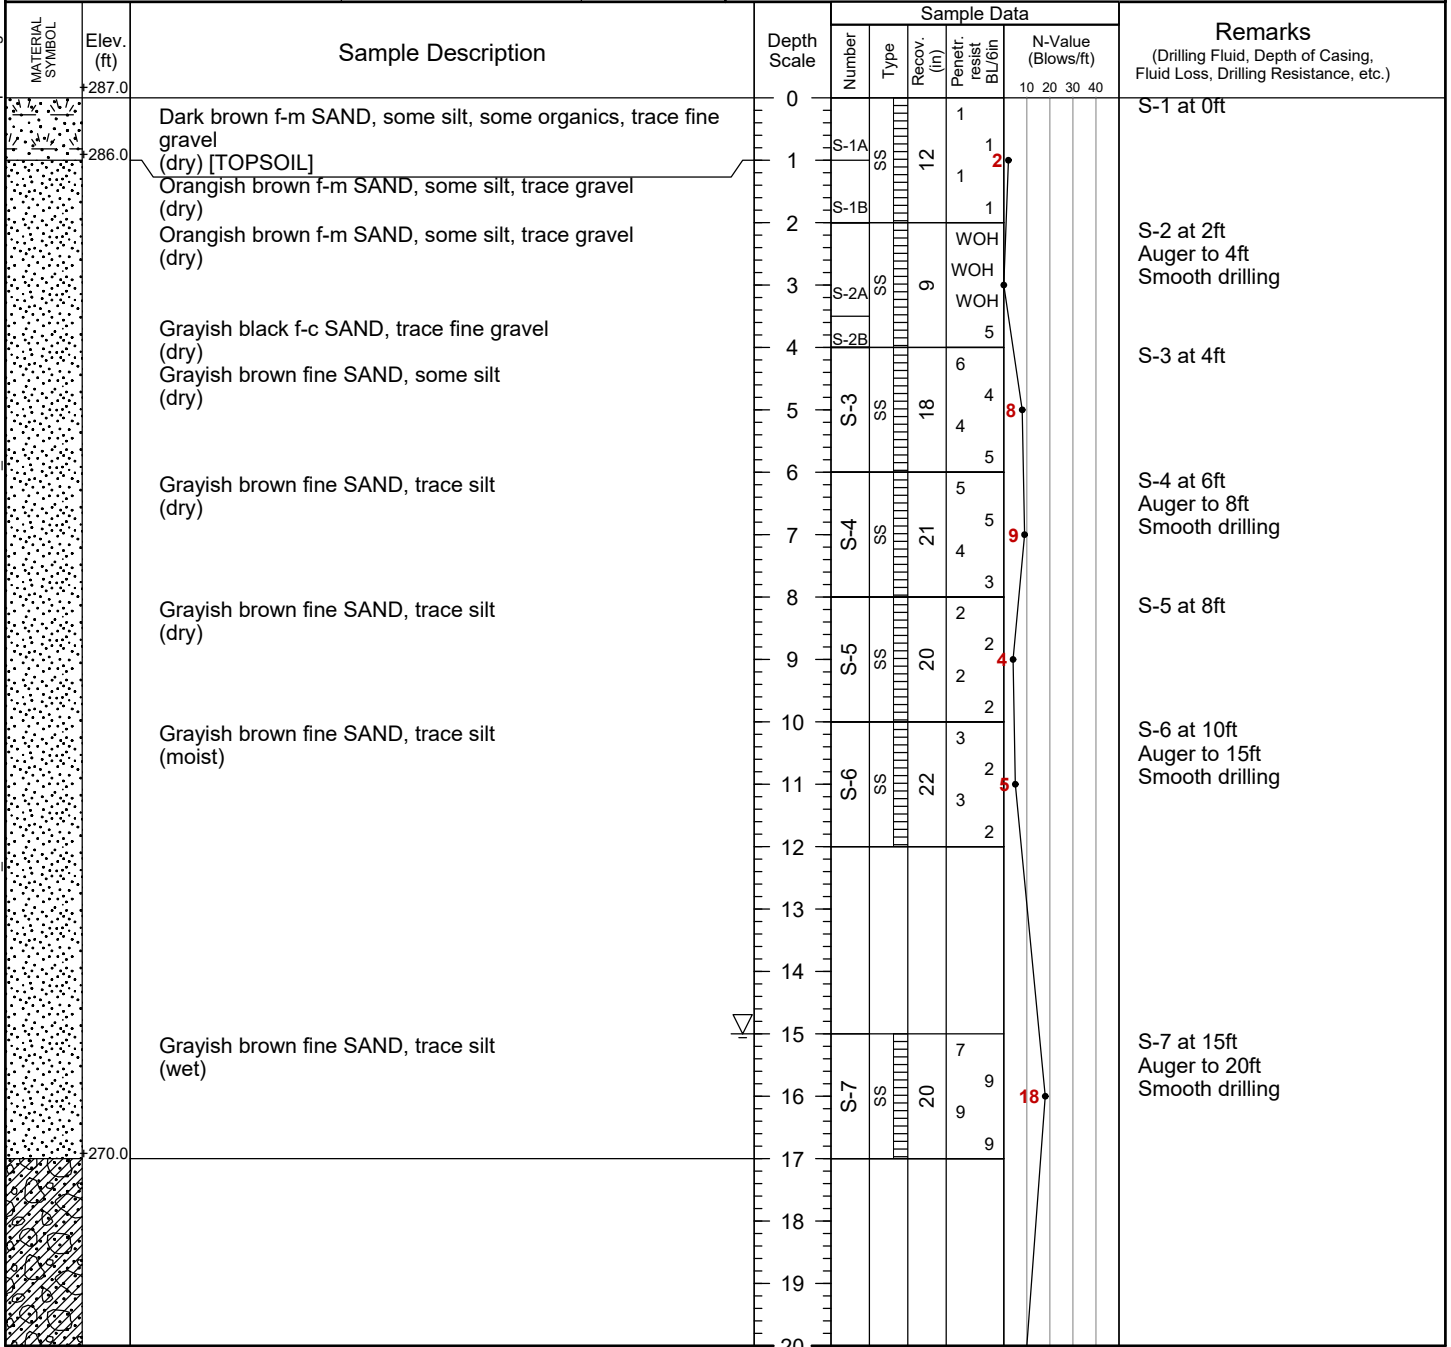 MATERIAL
SYMBOL
Elev.
(ft)
+287.0
Sample Description
Depth
Scale
Sample Data
Number
Type
Recov.
(in)
Penetr.
resist
BL/6in
N-Value
(Blows/ft)
10 20 30 40
Remarks
(Drilling Fluid, Depth of Casing,
Fluid Loss, Drilling Resistance, etc.)
0
S-1 at 0ft
Dark brown f-m SAND, some silt, some organics, trace fine
gravel
(dry) [TOPSOIL]
+286.0
1
S-1A
SS
12
1
1
2
1
1
Orangish brown f-m SAND, some silt, trace gravel
(dry)
S-1B
2
Orangish brown f-m SAND, some silt, trace gravel
(dry)
S-2 at 2ft
Auger to 4ft
Smooth drilling
3
S-2A
SS
9
WOH
WOH
WOH
5
Grayish black f-c SAND, trace fine gravel
(dry)
S-2B
4
S-3 at 4ft
Grayish brown fine SAND, some silt
(dry)
5
S-3
SS
18
6
4
4
5
8
6
Grayish brown fine SAND, trace silt
(dry)
S-4 at 6ft
Auger to 8ft
Smooth drilling
7
S-4
SS
21
5
5
4
3
9
8
Grayish brown fine SAND, trace silt
(dry)
S-5 at 8ft
9
S-5
SS
20
2
2
2
2
4
10
Grayish brown fine SAND, trace silt
(moist)
S-6 at 10ft
Auger to 15ft
Smooth drilling
11
S-6
SS
22
3
2
3
2
5
12
13
14
15
Grayish brown fine SAND, trace silt
(wet)
S-7 at 15ft
Auger to 20ft
Smooth drilling
16
S-7
SS
20
7
9
9
9
18
+270.0
17
18
19
20